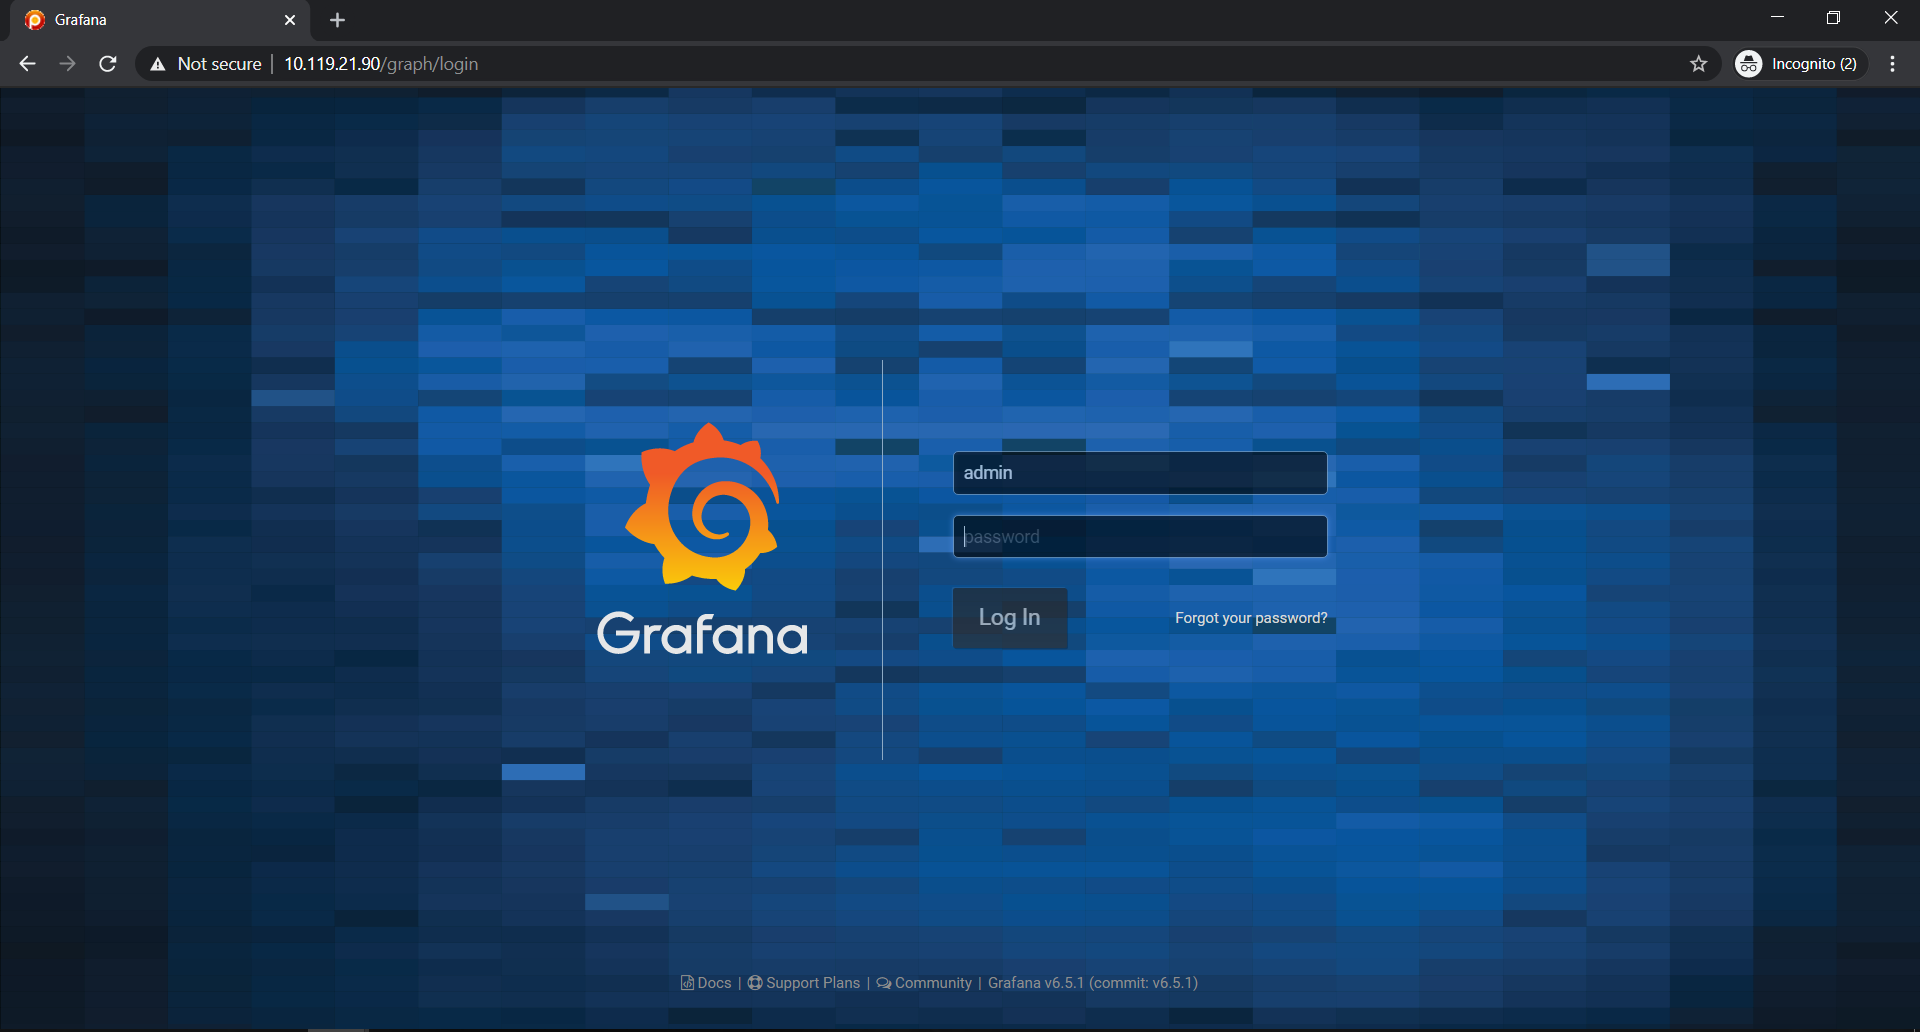 Grafana
Not secure | 10.119.21.90/graph/login
Incognito (2)
admin
password
Log In
Forgot your password?
Grafana
Docs | Support Plans | Community | Grafana v6.5.1 (commit: v6.5.1)